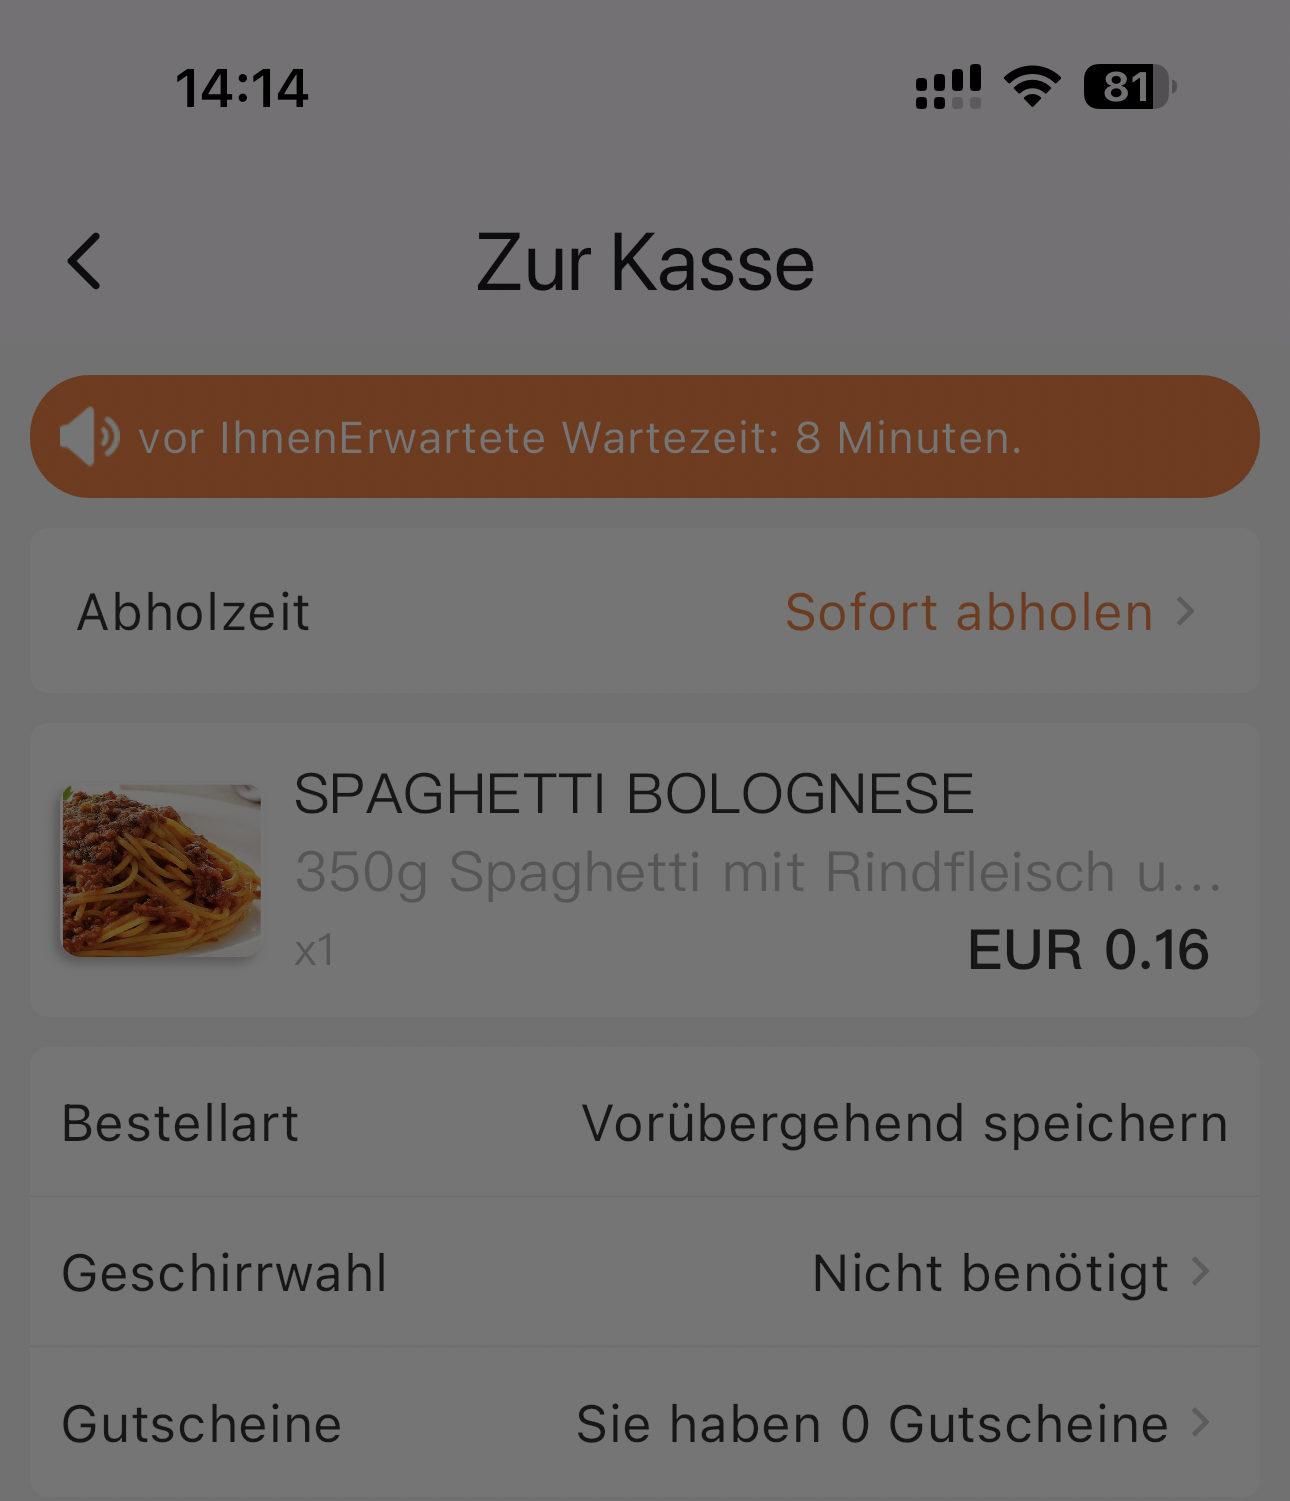 14:14
81
Zur Kasse
vor IhnenErwartete Wartezeit: 8 Minuten.
Abholzeit
Sofort abholen
SPAGHETTI BOLOGNESE
350g Spaghetti mit Rindfleisch u...
x1
EUR 0.16
Bestellart
Vorübergehend speichern
Geschirrwahl
Nicht benötigt
Gutscheine
Sie haben 0 Gutscheine